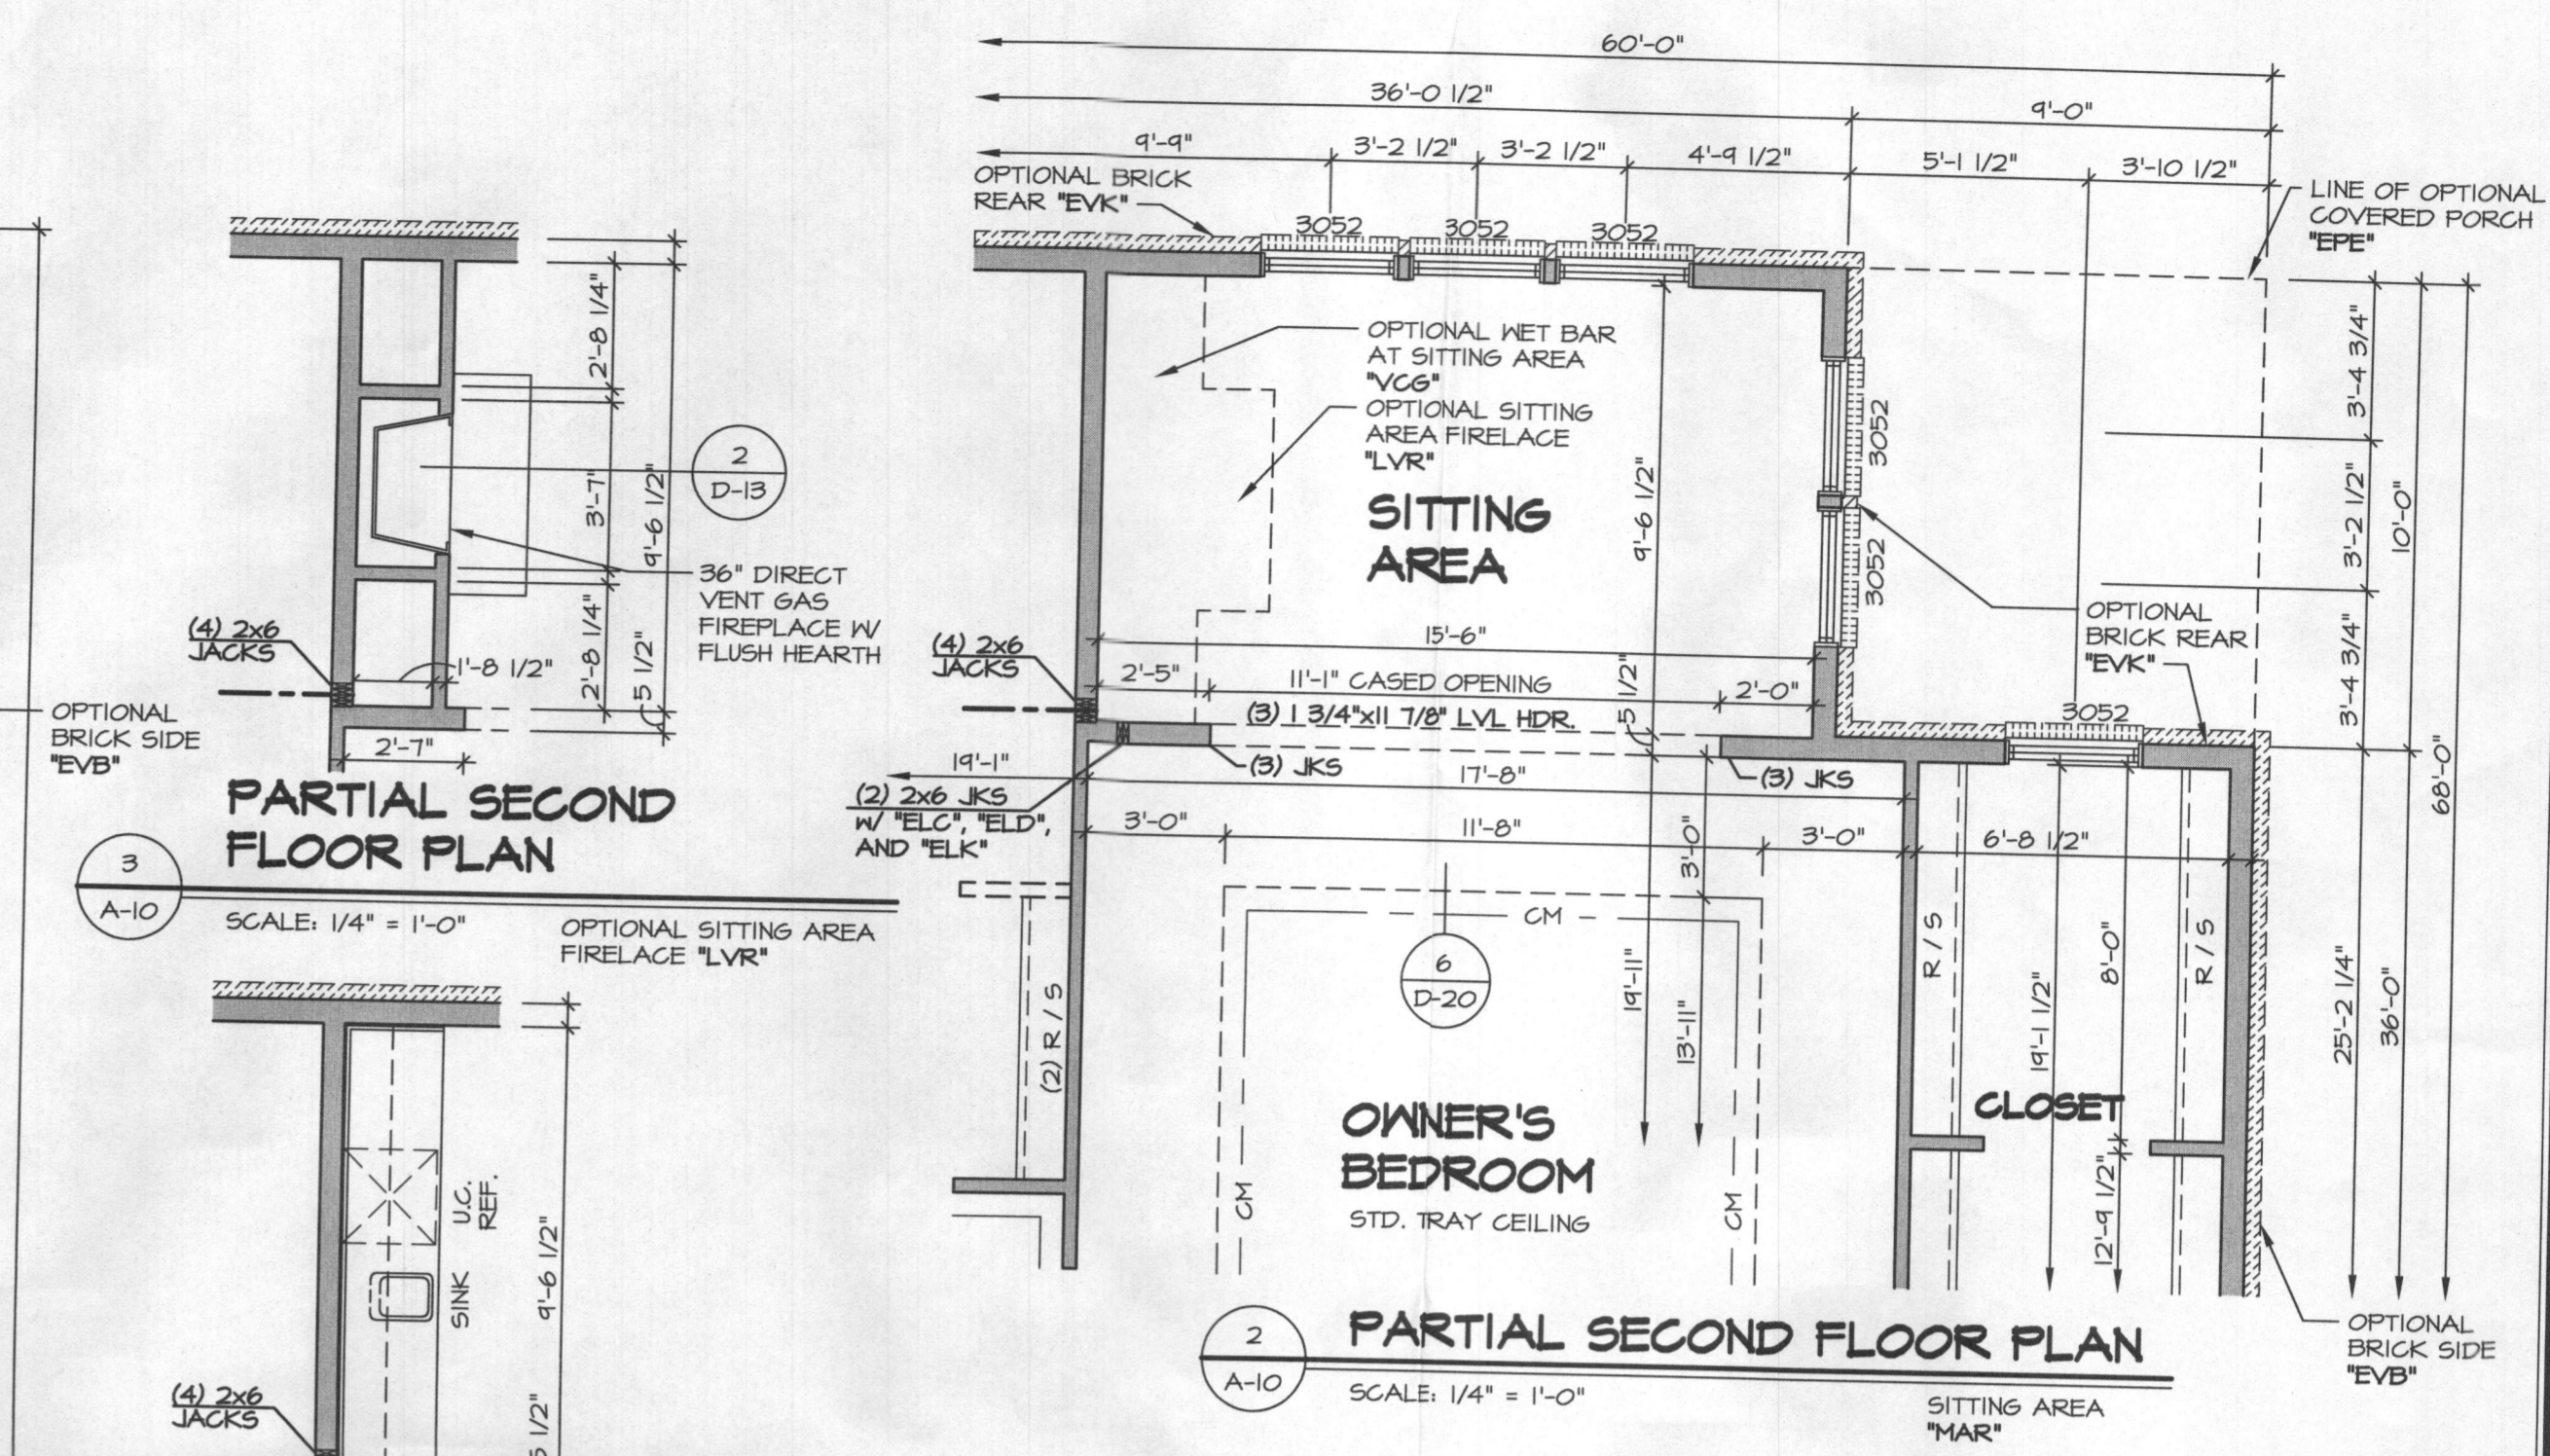 60'-0"
36'-0 1/2"
9'-0"
9'-9"
3'-2 1/2"
3'-2 1/2"
4'-9 1/2"
5'-1 1/2"
3'-10 1/2"
OPTIONAL BRICK
REAR "EVK"
LINE OF OPTIONAL
COVERED PORCH
"EPE"
3052
3052
3052
2'-8 1/4"
3'-7"
9'-6 1/2"
2'-8 1/4"
5 1/2"
2
D-13
36" DIRECT
VENT GAS
FIREPLACE W/
FLUSH HEARTH
(4) 2x6
JACKS
1'-8 1/2"
2'-7"
OPTIONAL
BRICK SIDE
"EVB"
PARTIAL SECOND
FLOOR PLAN
3
A-10
SCALE: 1/4" = 1'-0"
OPTIONAL SITTING AREA
FIRELACE "LVR"
OPTIONAL WET BAR
AT SITTING AREA
"VCG"
OPTIONAL SITTING
AREA FIRELACE
"LVR"
SITTING
AREA
9'-6 1/2"
3052
3052
3'-4 3/4"
3'-2 1/2"
10'-0"
3'-4 3/4"
68'-0"
OPTIONAL
BRICK REAR
"EVK"
3052
(4) 2x6
JACKS
15'-6"
2'-5"
11'-1" CASED OPENING
2'-0"
5 1/2"
(3) 1 3/4"x11 7/8" LVL HDR.
(3) JKS
(3) JKS
19'-1"
17'-8"
(2) 2x6 JKS
W/ "ELC", "ELD",
AND "ELK"
3'-0"
11'-8"
3'-0"
3'-0"
6'-8 1/2"
CM
6
D-20
(2) R / S
R / S
R / S
19'-11"
13'-11"
19'-1 1/2"
8'-0"
12'-9 1/2"
25'-2 1/4"
36'-0"
CLOSET
OWNER'S
BEDROOM
STD. TRAY CEILING
CM
CM
2
A-10
PARTIAL SECOND FLOOR PLAN
SCALE: 1/4" = 1'-0"
SITTING AREA
"MAR"
OPTIONAL
BRICK SIDE
"EVB"
U.C.
REF.
SINK
9'-6 1/2"
(4) 2x6
JACKS
5 1/2"